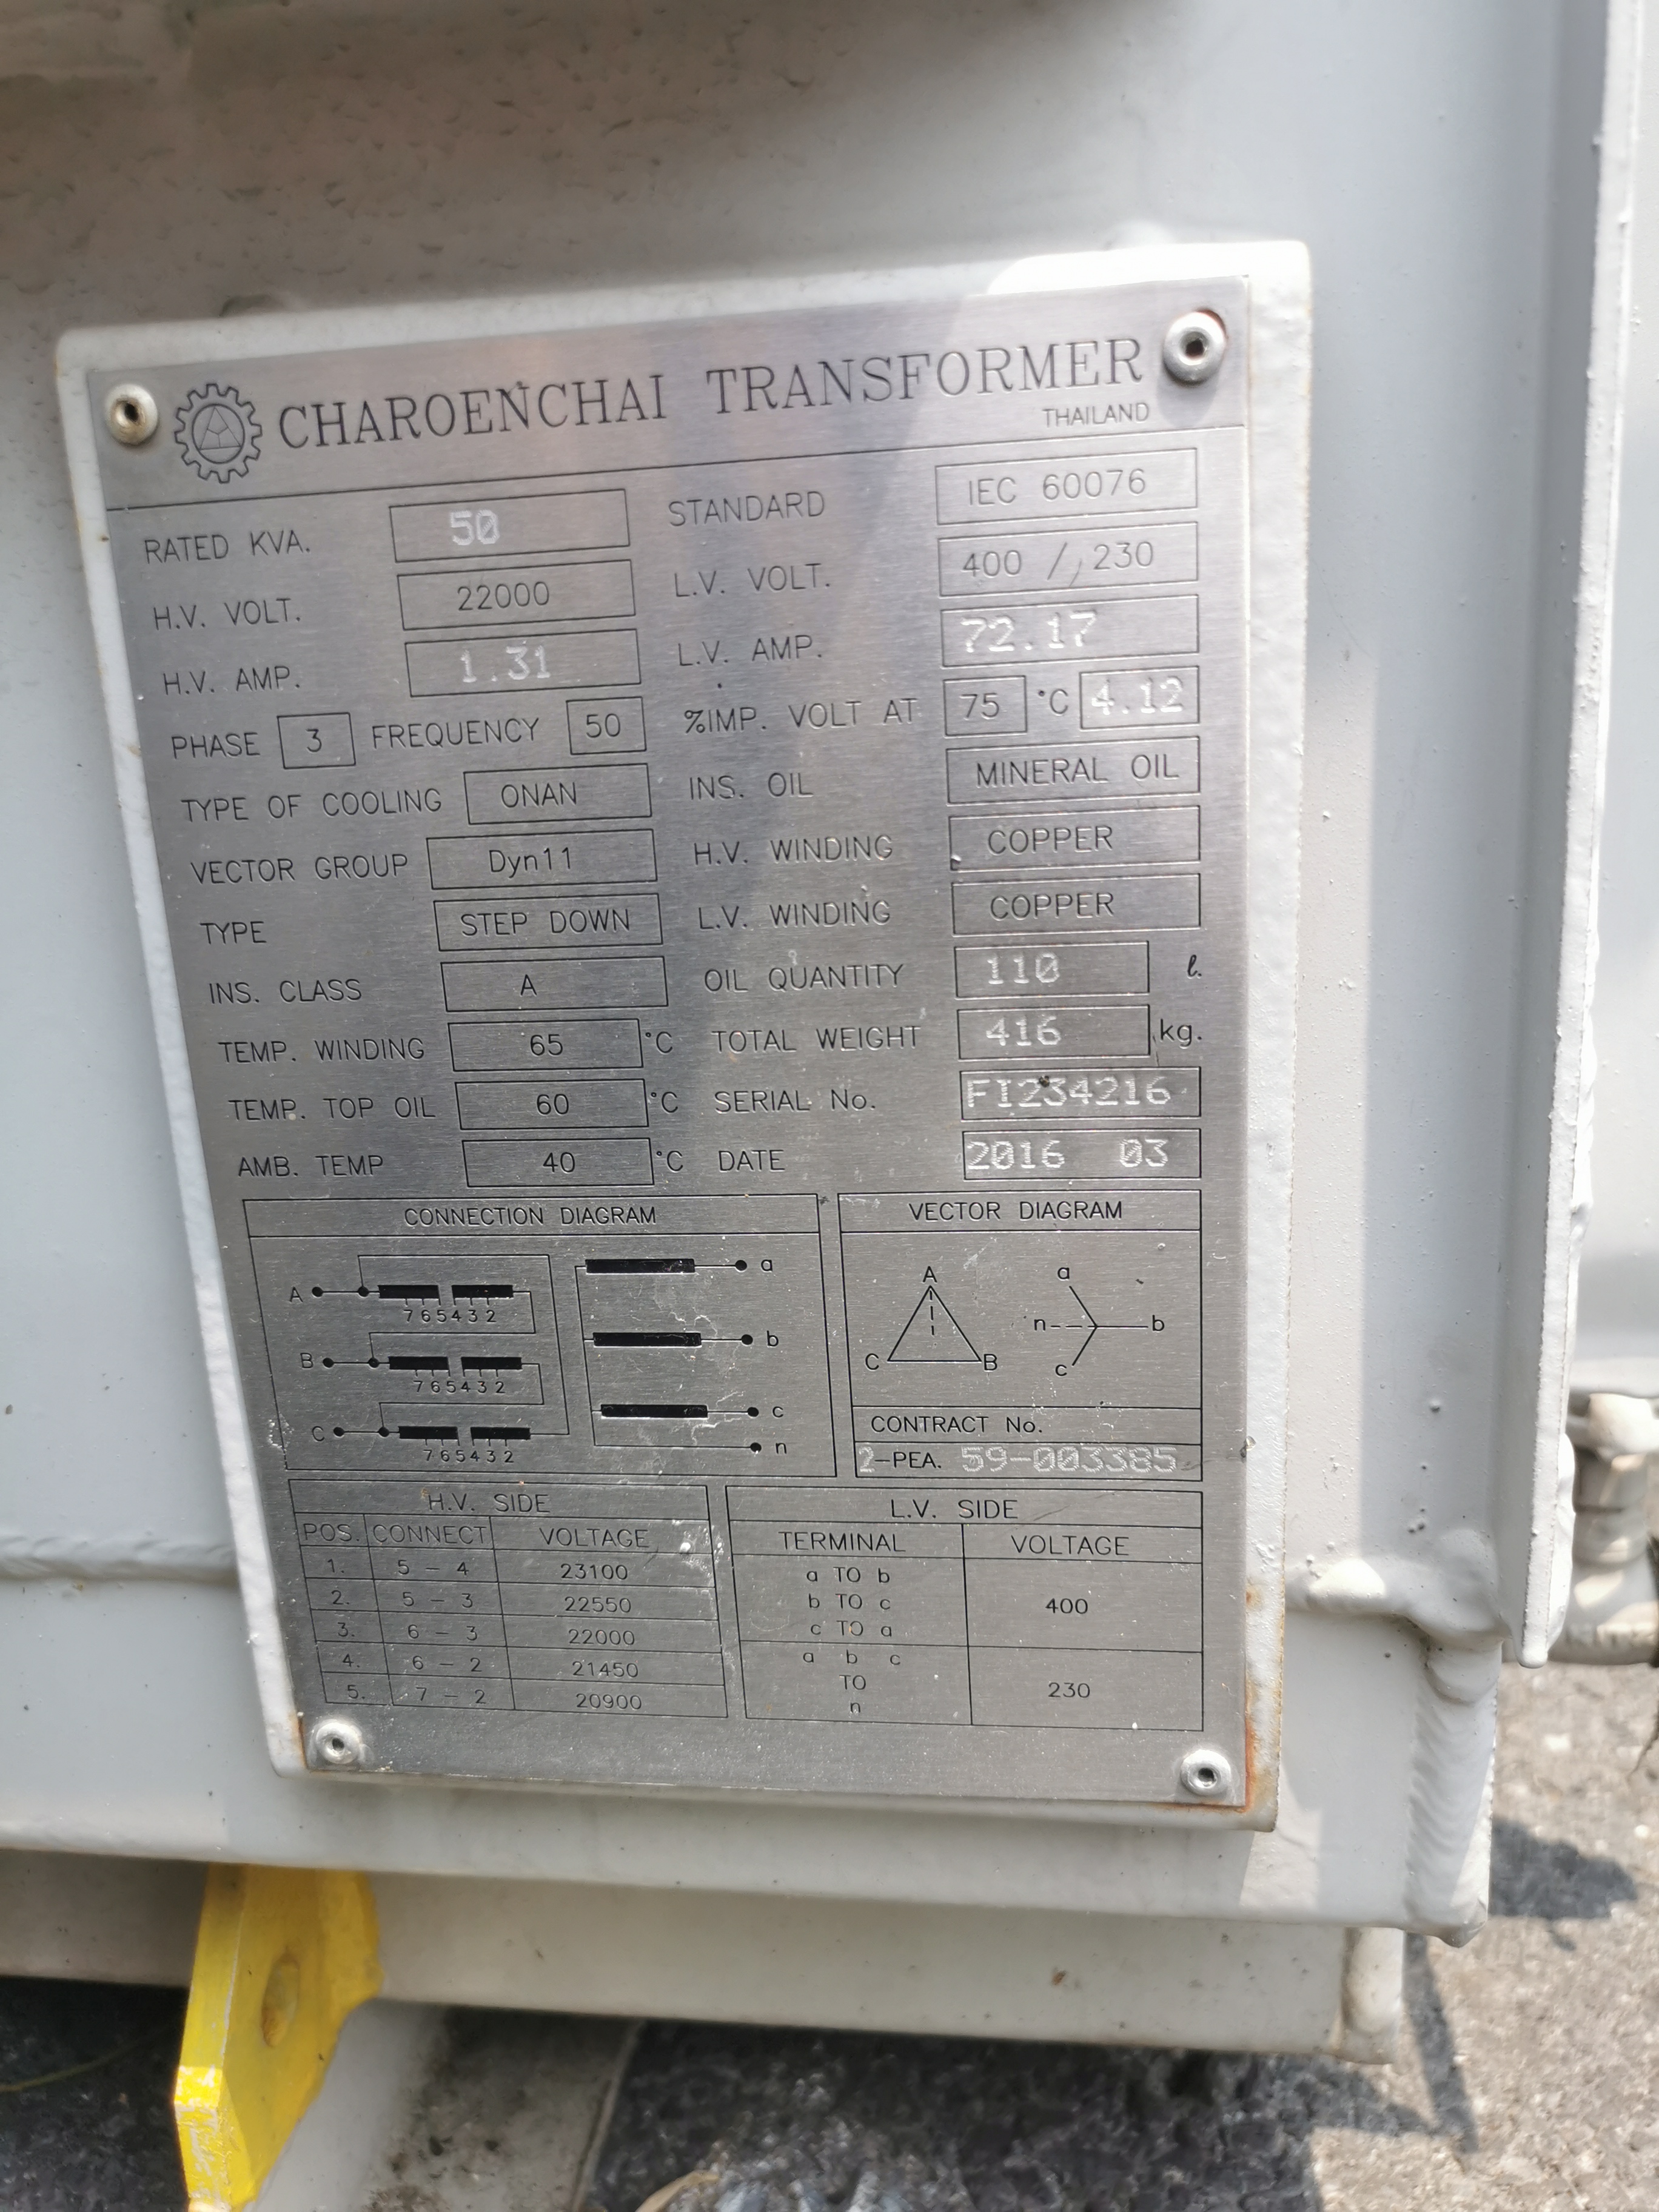 CHAROENCHAI TRANSFORMER
THAILAND
RATED KVA. 50 STANDARD IEC 60076
H.V. VOLT. 22000 L.V. VOLT. 400 / 230
H.V. AMP. 1.31 L.V. AMP. 72.17
PHASE 3 FREQUENCY 50 %IMP. VOLT AT 75 °C 4.12
TYPE OF COOLING ONAN INS. OIL MINERAL OIL
VECTOR GROUP Dyn11 H.V. WINDING COPPER
TYPE STEP DOWN L.V. WINDING COPPER
INS. CLASS A OIL QUANTITY 110 ℓ.
TEMP. WINDING 65 °C TOTAL WEIGHT 416 kg.
TEMP. TOP OIL 60 °C SERIAL No. FI234216
AMB. TEMP 40 °C DATE 2016 03
CONNECTION DIAGRAM
A
7 6 5 4 3 2
B
7 6 5 4 3 2
C
7 6 5 4 3 2
a
b
c
n
VECTOR DIAGRAM
A
C B
a
n b
c
CONTRACT No.
2-PEA. 59-003385
H.V. SIDE
POS. CONNECT VOLTAGE
1. 5 - 4 23100
2. 5 - 3 22550
3. 6 - 3 22000
4. 6 - 2 21450
5. 7 - 2 20900
L.V. SIDE
TERMINAL VOLTAGE
a TO b
b TO c 400
c TO a
a b c
TO 230
n